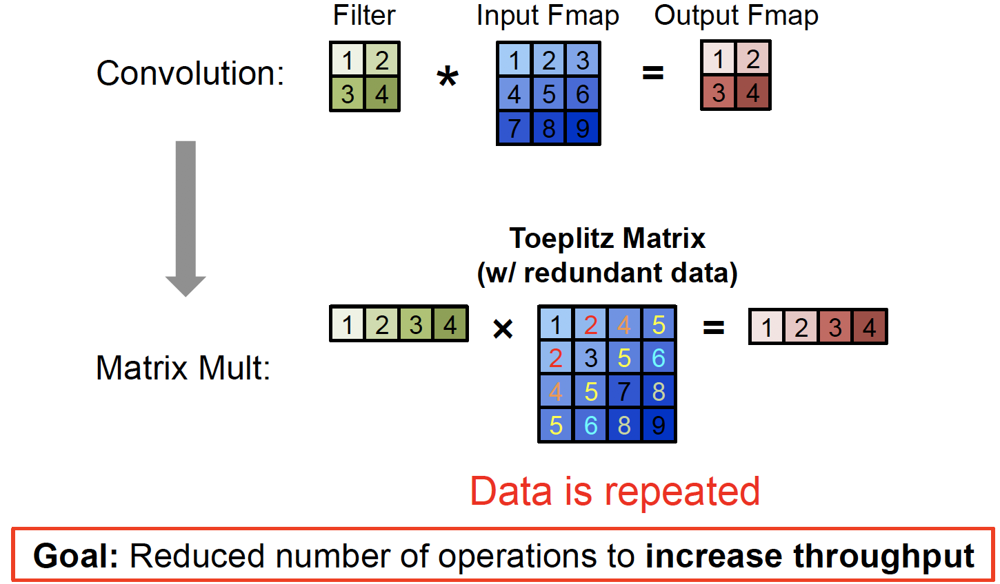 Filter Input Fmap Output Fmap
Convolution:
1 2 * 1 2 3 = 1 2
3 4 4 5 6 3 4
7 8 9
Toeplitz Matrix
(w/ redundant data)
1 2 3 4 × 1 2 4 5 = 1 2 3 4
2 3 5 6
Matrix Mult:
4 5 7 8
5 6 8 9
Data is repeated
Goal: Reduced number of operations to increase throughput